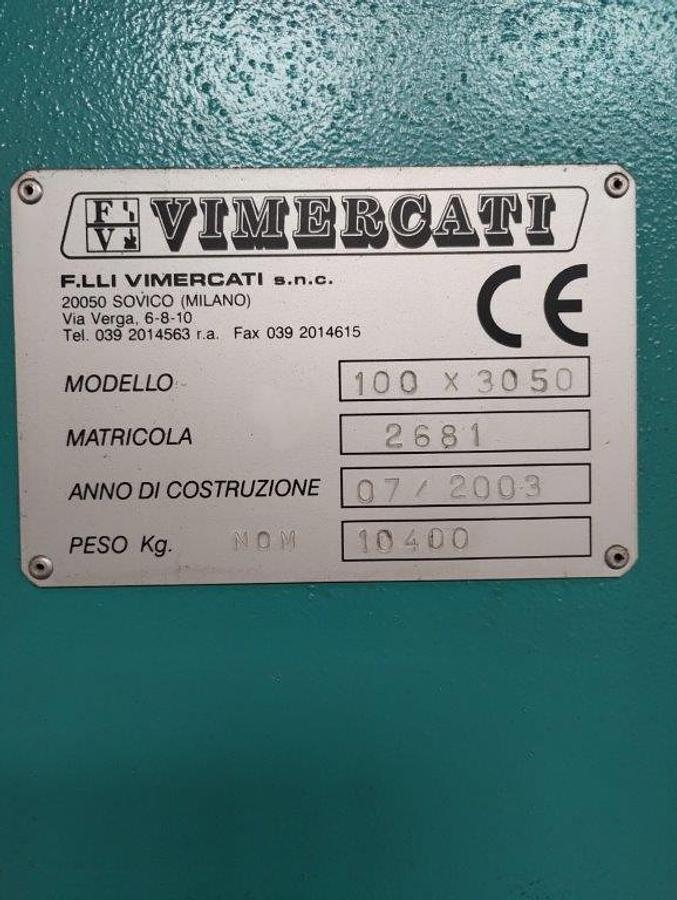 F V VIMERCATI
F.LLI VIMERCATI s.n.c.
20050 SOVICO (MILANO)
Via Verga, 6-8-10
Tel. 039 2014563 r.a. Fax 039 2014615
CE
MODELLO 100 x 3050
MATRICOLA 2681
ANNO DI COSTRUZIONE 07/2003
PESO Kg. NOM 10400